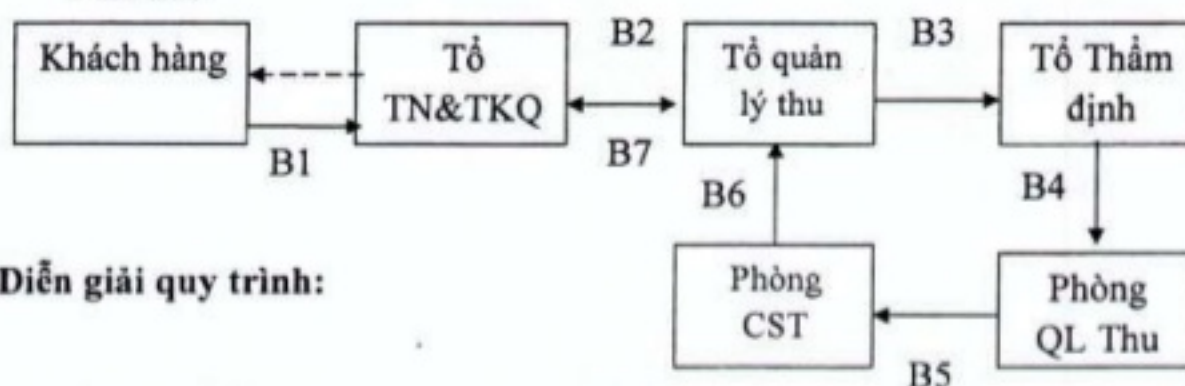 Khách hàng
Tổ
TN&TKQ
B2
Tổ quản
lý thu
B3
Tổ Thẩm
định
B1
B7
B6
B4
Phòng
CST
Phòng
QL Thu
B5
Diễn giải quy trình: